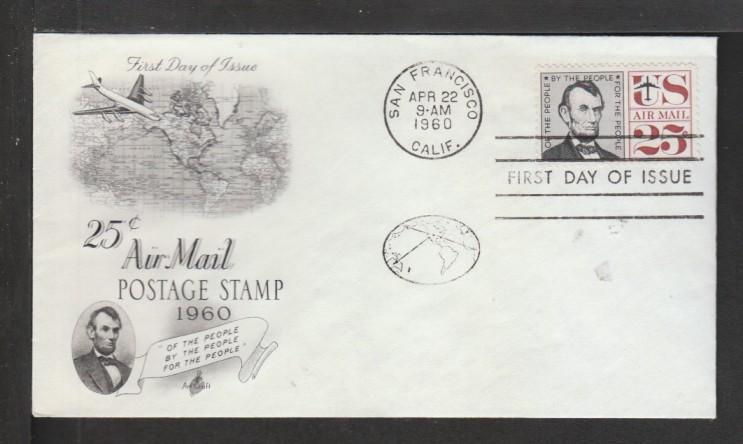 First Day of Issue
25¢
Air Mail
POSTAGE STAMP
1960
"OF THE PEOPLE
BY THE PEOPLE
FOR THE PEOPLE"
ArtCraft
SAN FRANCISCO
APR 22
9-AM
1960
CALIF.
OF THE PEOPLE ★ BY THE PEOPLE ★ FOR THE PEOPLE
US
AIR MAIL
25c
FIRST DAY OF ISSUE